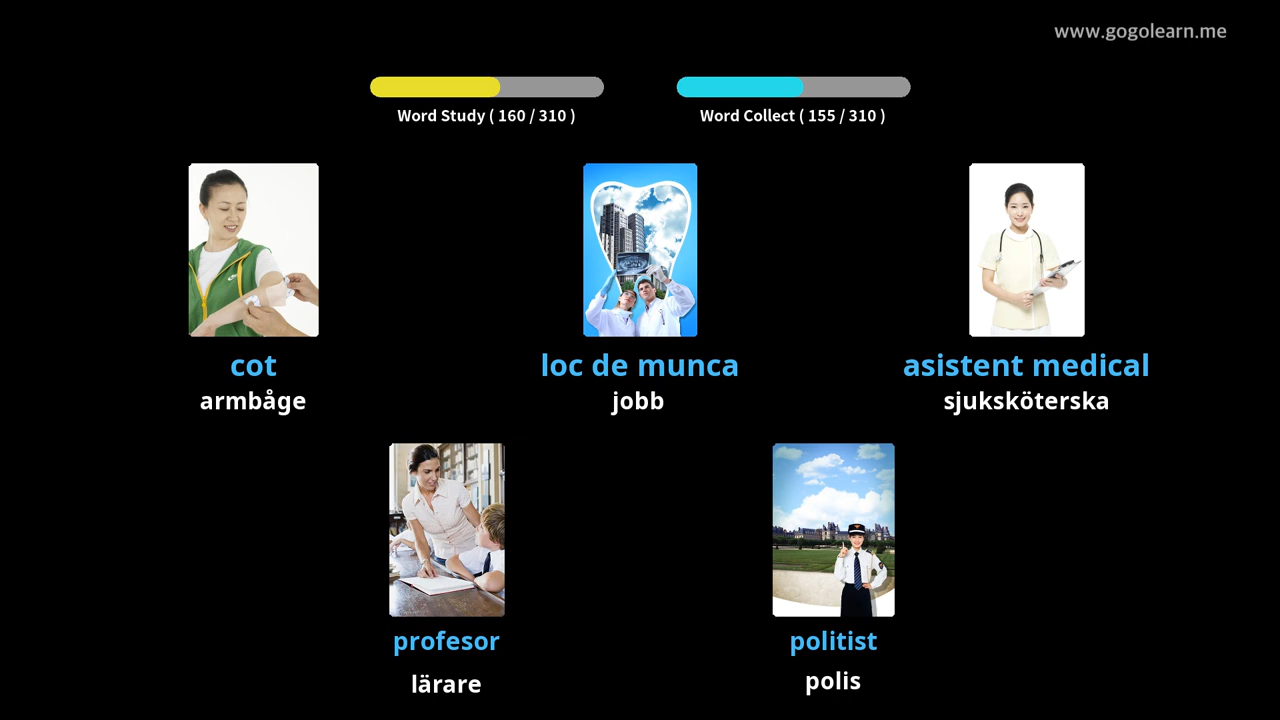 www.gogolearn.me
Word Study ( 160 / 310 )
Word Collect ( 155 / 310 )
cot
loc de munca
asistent medical
armbåge
jobb
sjuksköterska
profesor
politist
lärare
polis